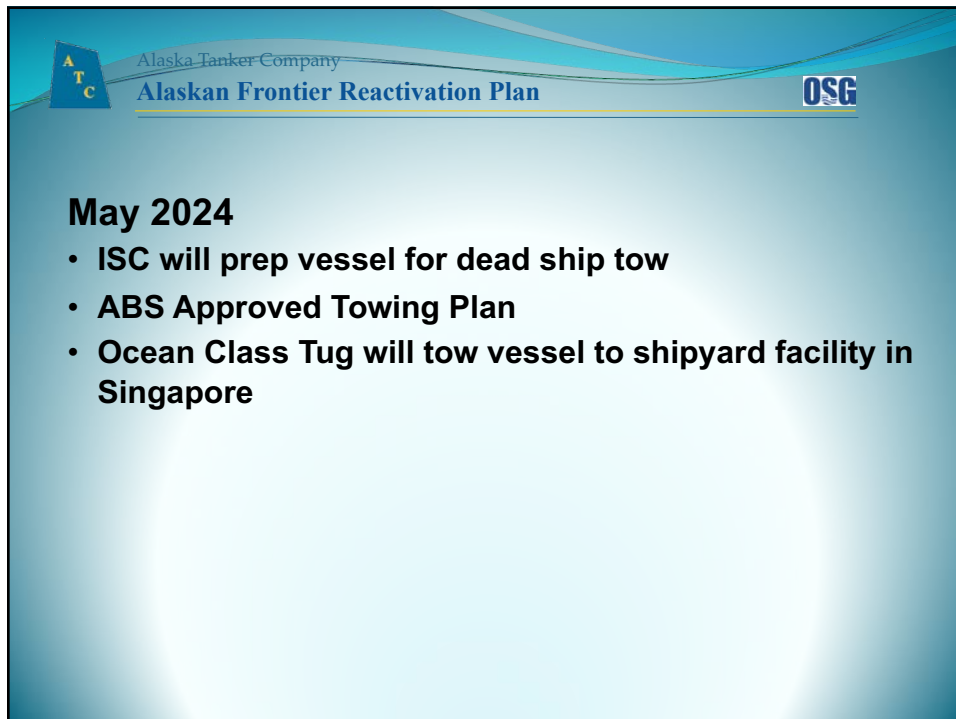 A
T
C
Alaska Tanker Company
Alaskan Frontier Reactivation Plan
OSG
May 2024
• ISC will prep vessel for dead ship tow
• ABS Approved Towing Plan
• Ocean Class Tug will tow vessel to shipyard facility in
Singapore